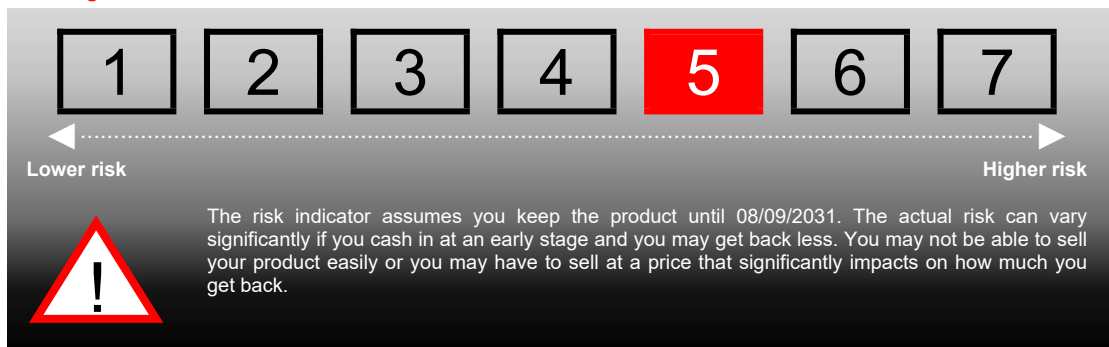 1 2 3 4 5 6 7
Lower risk Higher risk
The risk indicator assumes you keep the product until 08/09/2031. The actual risk can vary
significantly if you cash in at an early stage and you may get back less. You may not be able to sell
your product easily or you may have to sell at a price that significantly impacts on how much you
get back.
!